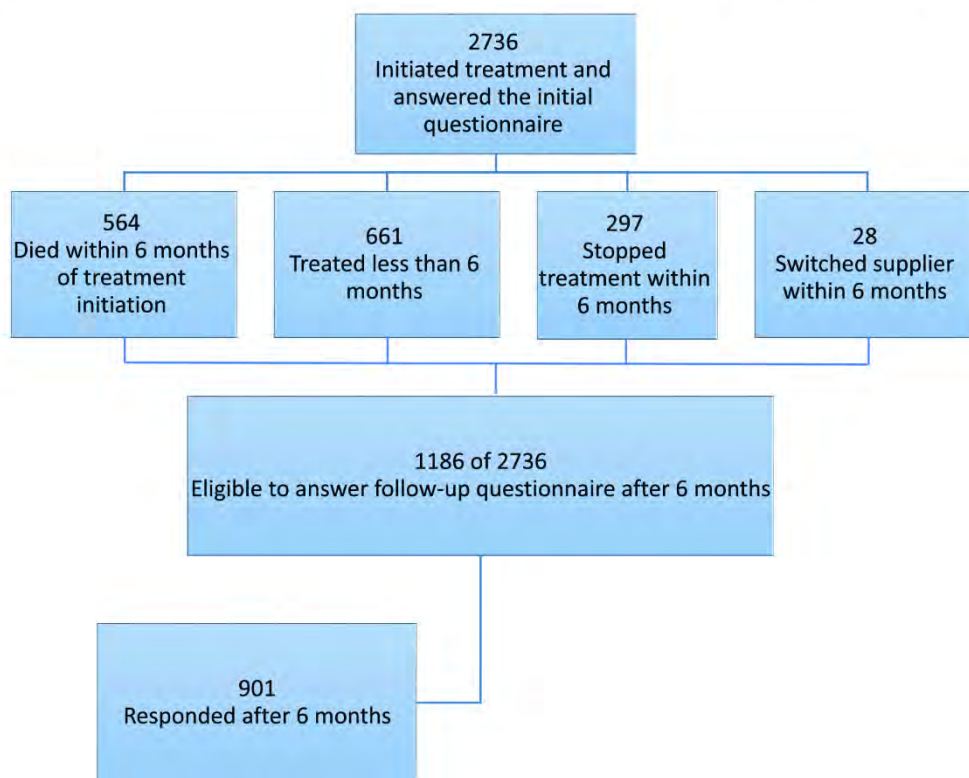 2736
Initiated treatment and
answered the initial
questionnaire
564
Died within 6 months
of treatment
initiation
661
Treated less than 6
months
297
Stopped
treatment within
6 months
28
Switched supplier
within 6 months
1186 of 2736
Eligible to answer follow-up questionnaire after 6 months
901
Responded after 6 months